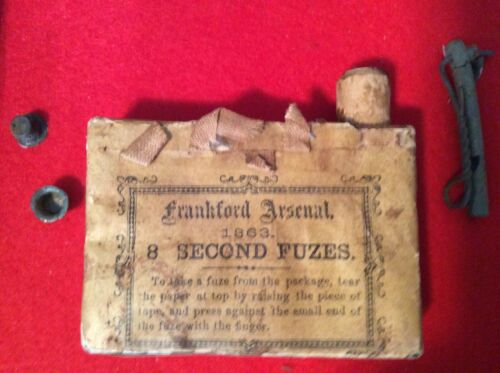 Frankford Arsenal,
1863.
8 SECOND FUZES,
To take a fuze from the package, tear
the paper at top by raising the piece of
tape, and press against the small end of
the fuze with the finger.